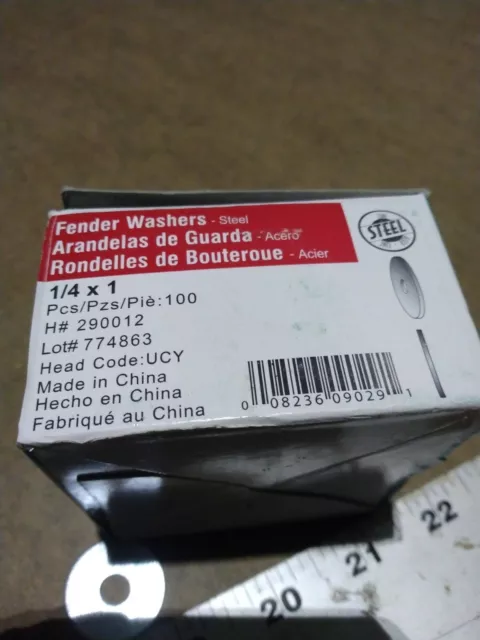 Fender Washers - Steel
Arandelas de Guarda - Acero
Rondelles de Bouteroue - Acier
STEEL
1/4 x 1
Pcs/Pzs/Piè:100
H# 290012
Lot# 774863
Head Code:UCY
Made in China
Hecho en China
Fabriqué au China
0 08236 09029 1
20 21 22